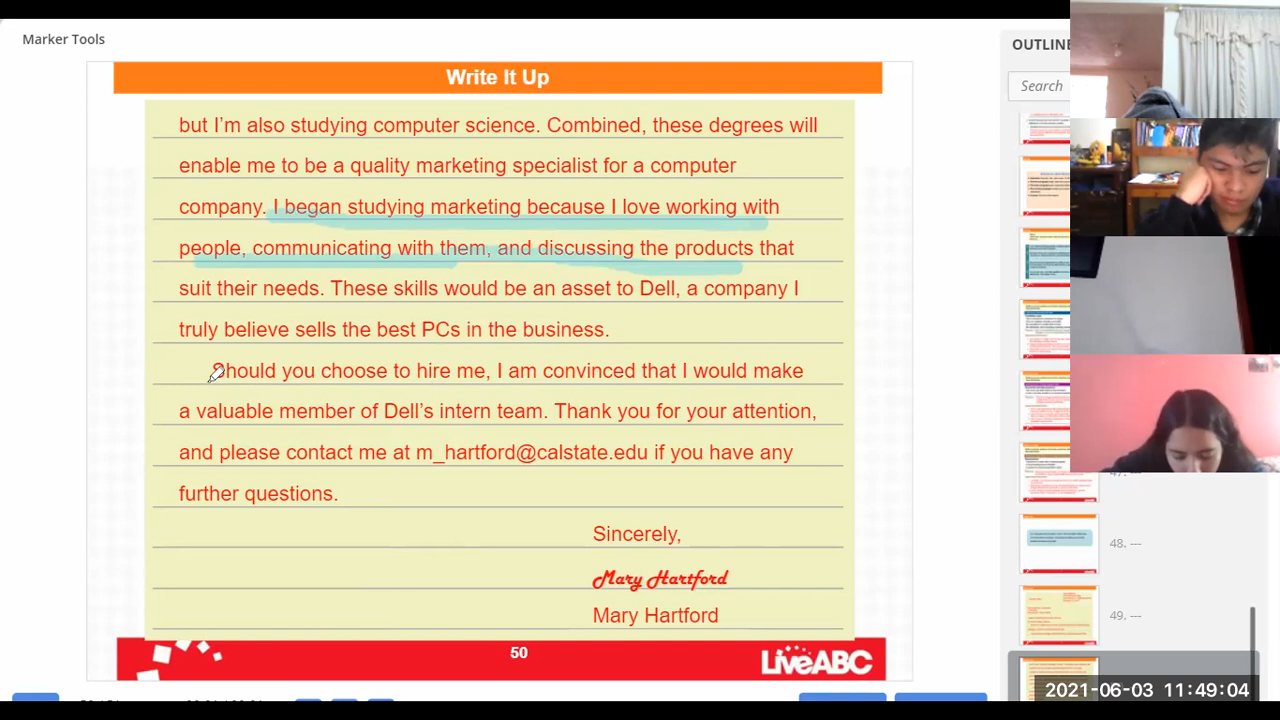 Marker Tools
OUTLINE
Search
Write It Up
but I'm also studying computer science. Combined, these degrees will
enable me to be a quality marketing specialist for a computer
company. I began studying marketing because I love working with
people, communicating with them, and discussing the products that
suit their needs. These skills would be an asset to Dell, a company I
truly believe sells the best PCs in the business.
Should you choose to hire me, I am convinced that I would make
a valuable member of Dell's intern team. Thank you for your attention,
and please contact me at m_hartford@calstate.edu if you have any
further questions.
Sincerely,
Mary Hartford
Mary Hartford
50
LiveABC
48. ---
49. ---
2021-06-03 11:49:04